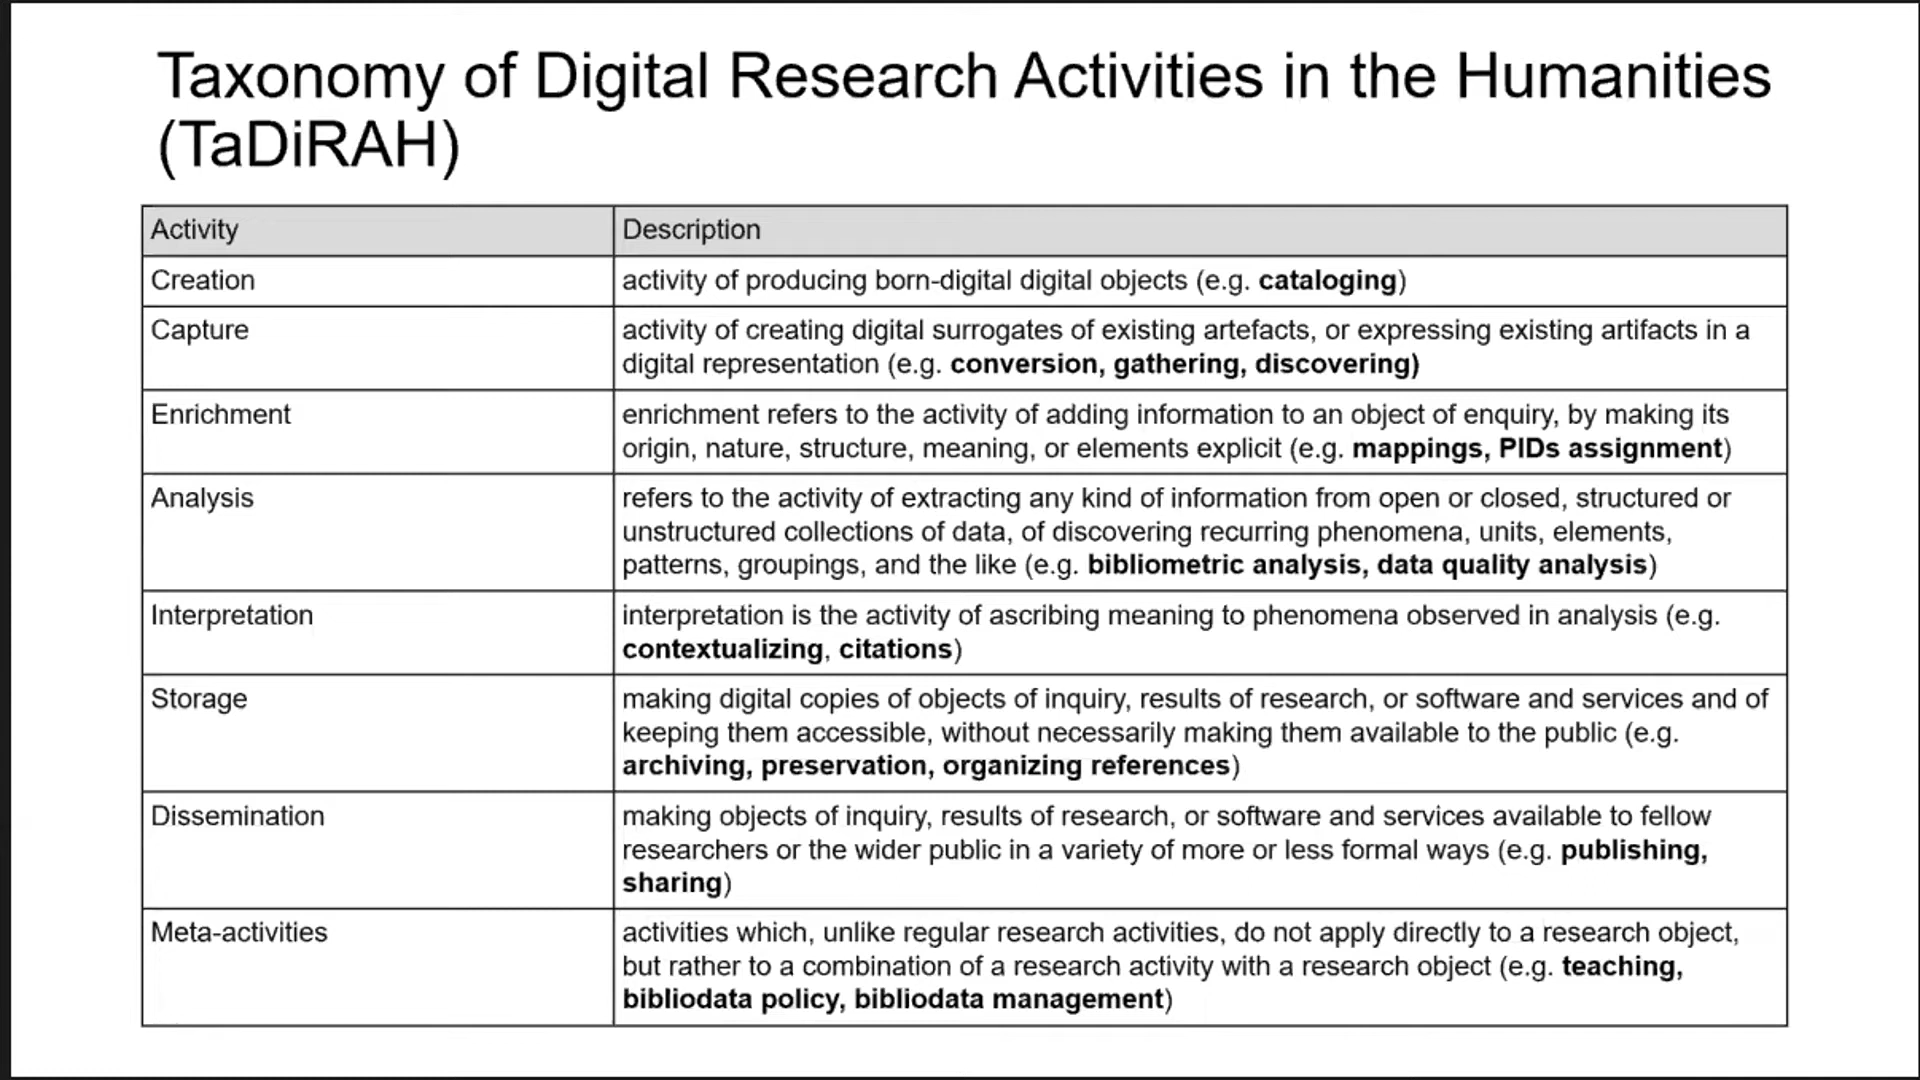 Taxonomy of Digital Research Activities in the Humanities
(TaDiRAH)
Activity
Description
Creation
activity of producing born-digital digital objects (e.g. cataloging)
Capture
activity of creating digital surrogates of existing artefacts, or expressing existing artifacts in a
digital representation (e.g. conversion, gathering, discovering)
Enrichment
enrichment refers to the activity of adding information to an object of enquiry, by making its
origin, nature, structure, meaning, or elements explicit (e.g. mappings, PIDs assignment)
Analysis
refers to the activity of extracting any kind of information from open or closed, structured or
unstructured collections of data, of discovering recurring phenomena, units, elements,
patterns, groupings, and the like (e.g. bibliometric analysis, data quality analysis)
Interpretation
interpretation is the activity of ascribing meaning to phenomena observed in analysis (e.g.
contextualizing, citations)
Storage
making digital copies of objects of inquiry, results of research, or software and services and of
keeping them accessible, without necessarily making them available to the public (e.g.
archiving, preservation, organizing references)
Dissemination
making objects of inquiry, results of research, or software and services available to fellow
researchers or the wider public in a variety of more or less formal ways (e.g. publishing,
sharing)
Meta-activities
activities which, unlike regular research activities, do not apply directly to a research object,
but rather to a combination of a research activity with a research object (e.g. teaching,
bibliodata policy, bibliodata management)